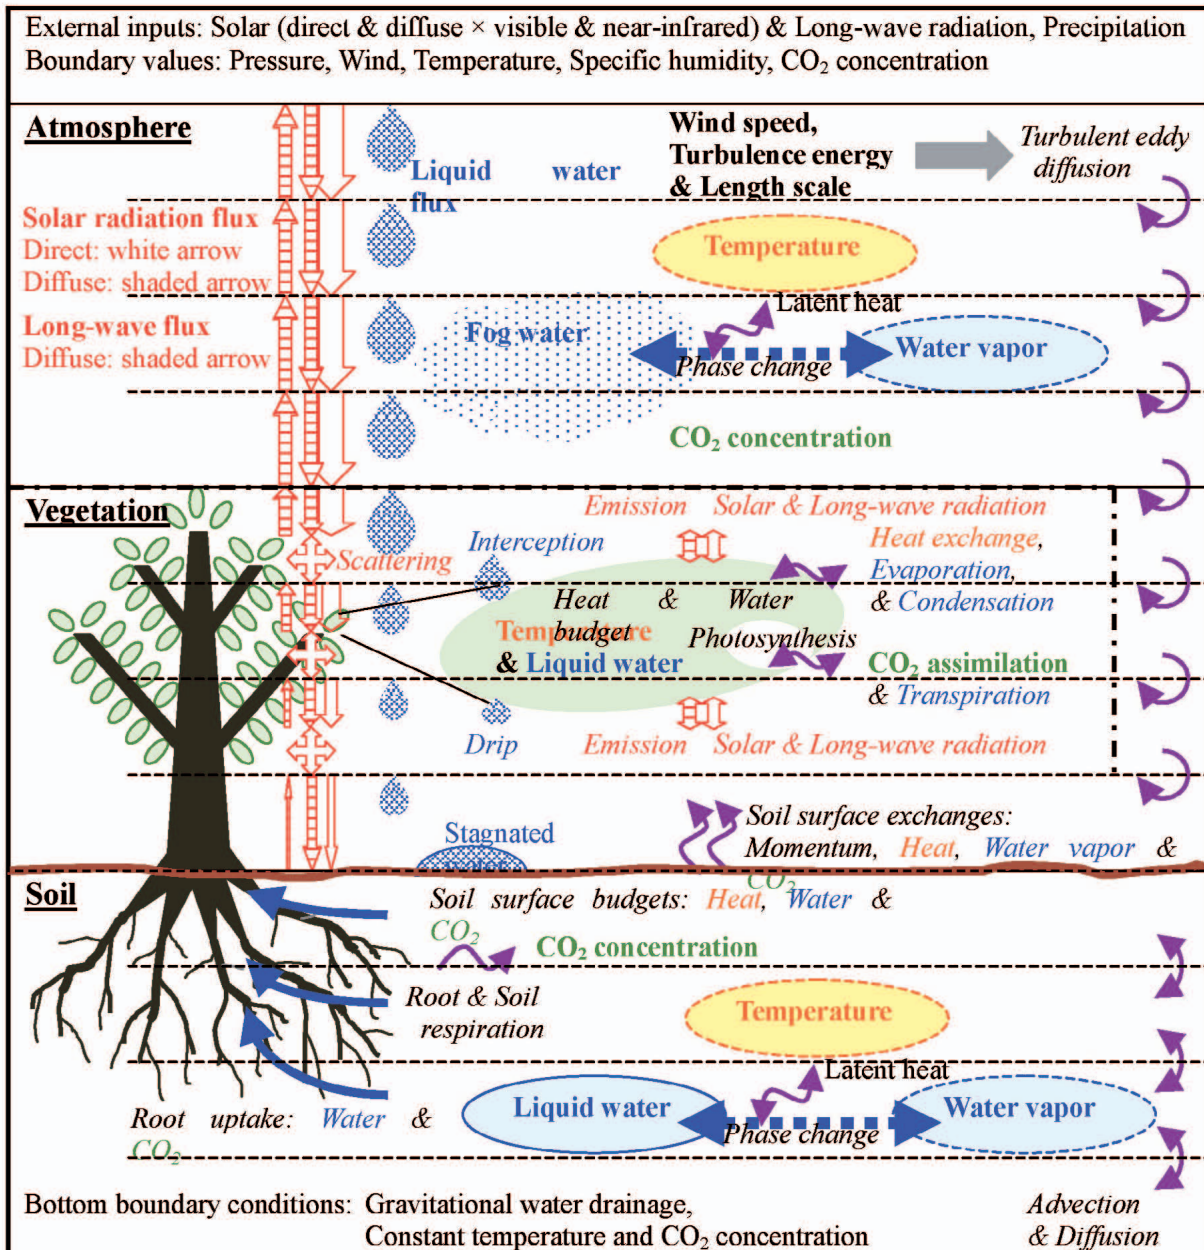 External inputs: Solar (direct & diffuse × visible & near-infrared) & Long-wave radiation, Precipitation
Boundary values: Pressure, Wind, Temperature, Specific humidity, CO₂ concentration
Atmosphere
Liquid water
flux
Wind speed,
Turbulence energy
& Length scale
Turbulent eddy
diffusion
Solar radiation flux
Direct: white arrow
Diffuse: shaded arrow
Temperature
Long-wave flux
Diffuse: shaded arrow
Fog water
Latent heat
Phase change
Water vapor
CO₂ concentration
Vegetation
Emission Solar & Long-wave radiation
Scattering
Interception
Heat exchange,
Evaporation,
& Condensation
Heat & Water
budget
Temperature
& Liquid water
Photosynthesis
CO₂ assimilation
& Transpiration
Drip
Emission Solar & Long-wave radiation
Stagnated
Soil surface exchanges:
Momentum, Heat, Water vapor &
CO₂
Soil
Soil surface budgets: Heat, Water &
CO₂
CO₂ concentration
Root & Soil
respiration
Temperature
Latent heat
Root uptake: Water &
CO₂
Liquid water
Phase change
Water vapor
Bottom boundary conditions: Gravitational water drainage,
Constant temperature and CO₂ concentration
Advection
& Diffusion